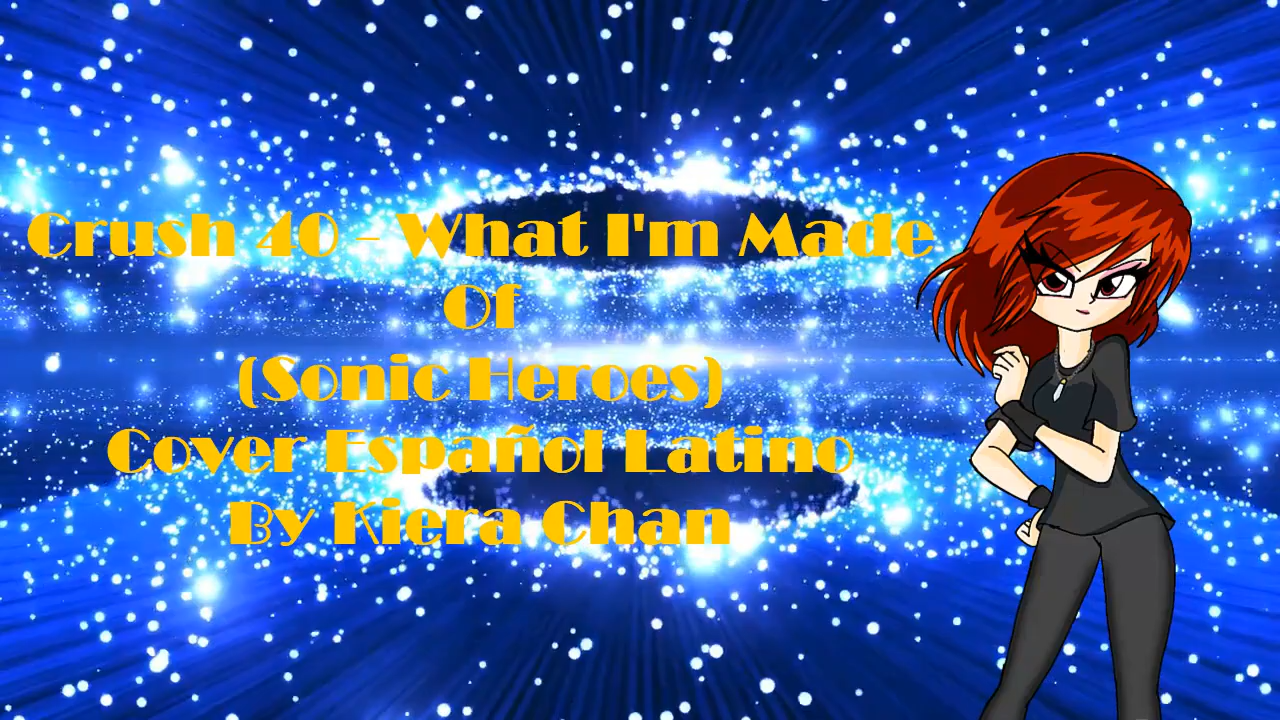 Crush 40 - What I'm Made
Of
(Sonic Heroes)
Cover Español Latino
By Kiera Chan